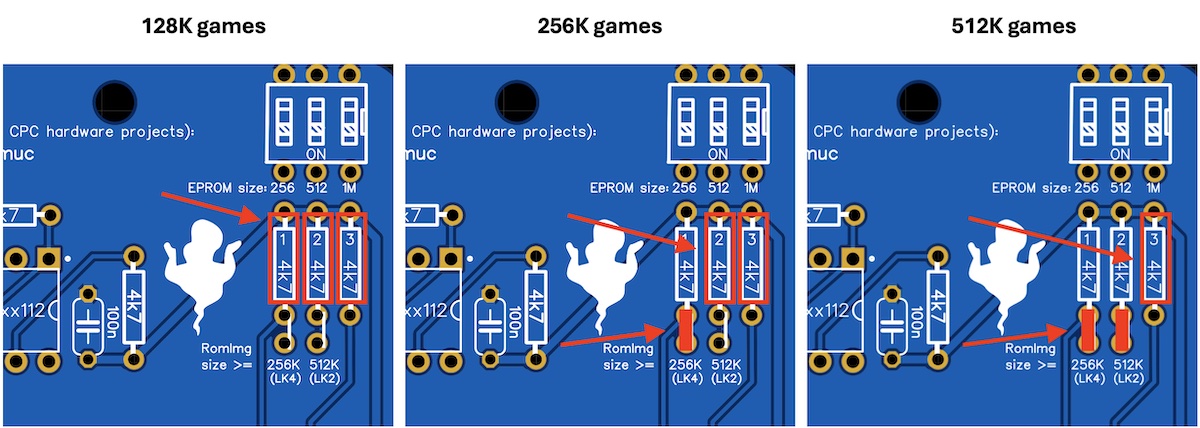 128K games
256K games
512K games
CPC hardware projects):
muc
ON
EPROM size: 256 512 1M
k7
1 2 3
4K7 4K7 4K7
xx112
100n
4K7
RomImg
size >=
256K 512K
(LK4) (LK2)
CPC hardware projects):
muc
ON
EPROM size: 256 512 1M
k7
1 2 3
4K7 4K7 4K7
xx112
100n
4K7
RomImg
size >=
256K 512K
(LK4) (LK2)
CPC hardware projects):
muc
ON
EPROM size: 256 512 1M
k7
1 2 3
4K7 4K7 4K7
xx112
100n
4K7
RomImg
size >=
256K 512K
(LK4) (LK2)